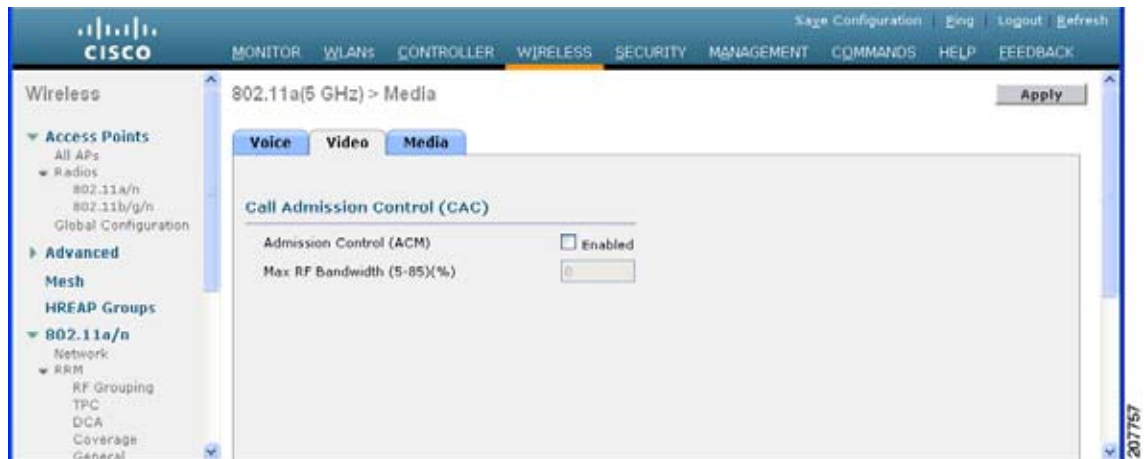 Save Configuration Ping Logout Refresh
CISCO
MONITOR WLANs CONTROLLER WIRELESS SECURITY MANAGEMENT COMMANDS HELP FEEDBACK
Wireless
Access Points
All APs
Radios
802.11a/n
802.11b/g/n
Global Configuration
Advanced
Mesh
HREAP Groups
802.11a/n
Network
RRM
RF Grouping
TPC
DCA
Coverage
General
802.11a(5 GHz) > Media
Apply
Voice Video Media
Call Admission Control (CAC)
Admission Control (ACM) Enabled
Max RF Bandwidth (5-85)(%) 0
207757